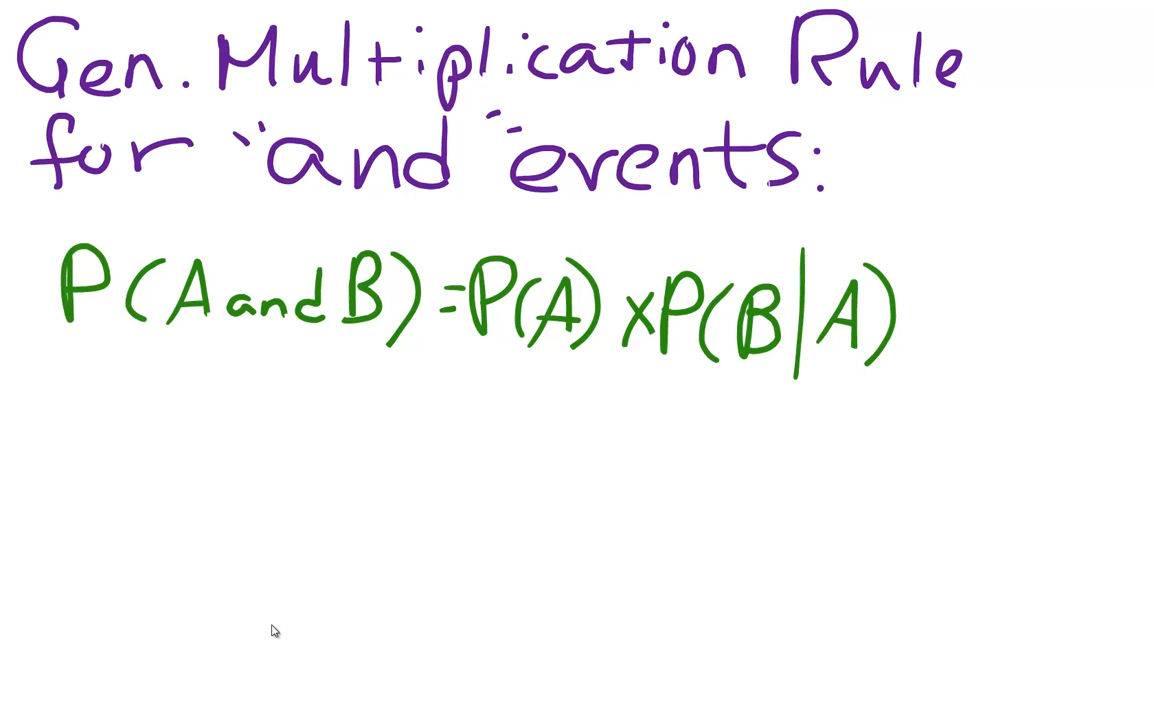 Gen. Multiplication Rule
for "and" events:
P(A and B) = P(A) x P(B|A)